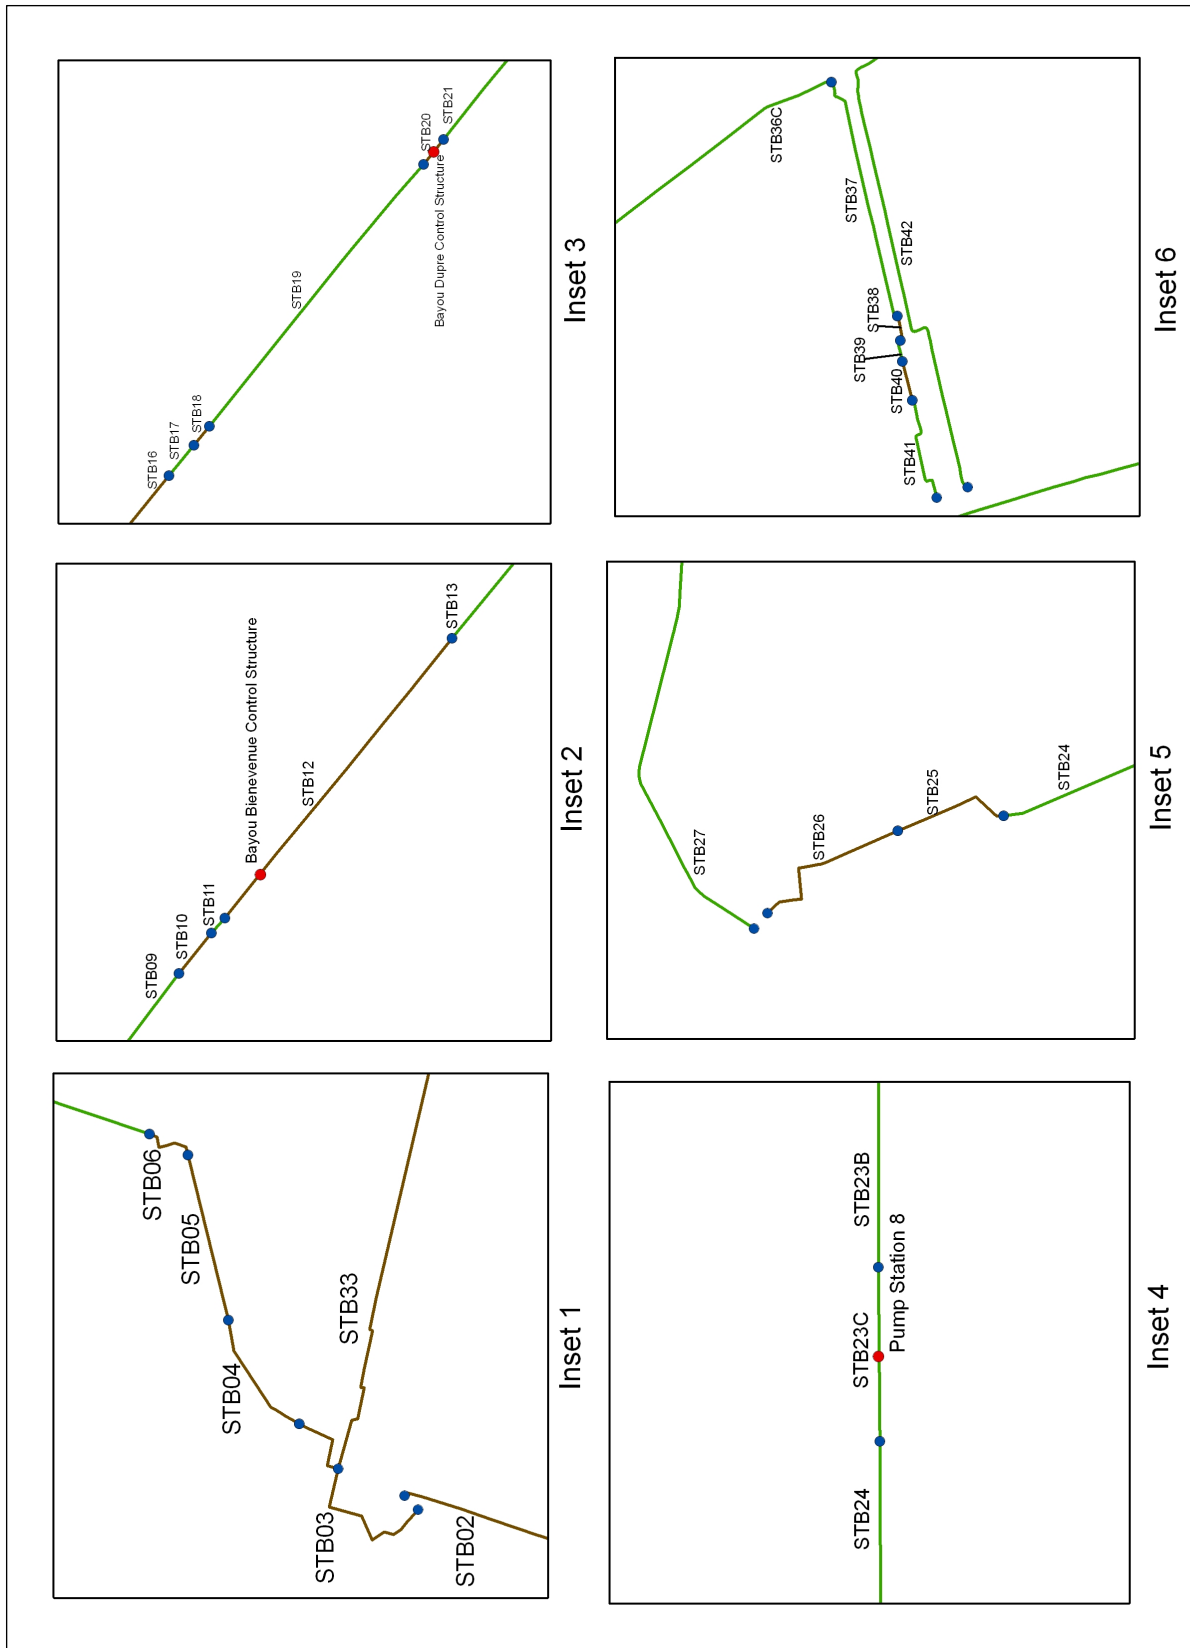 STB06
STB05
STB04
STB33
STB03
STB02
Inset 1
STB09
STB10
STB11
Bayou Bienevenue Control Structure
STB12
STB13
Inset 2
STB16
STB17
STB18
STB19
STB20
STB21
Bayou Dupre Control Structure
Inset 3
STB24
STB23C
STB23B
Pump Station 8
Inset 4
STB27
STB26
STB25
STB24
Inset 5
STB36C
STB37
STB42
STB38
STB39
STB40
STB41
Inset 6